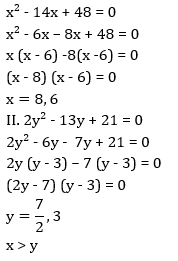 x² - 14x + 48 = 0
x² - 6x – 8x + 48 = 0
x (x - 6) -8(x -6) = 0
(x - 8) (x - 6) = 0
x = 8, 6
II. 2y² - 13y + 21 = 0
2y² - 6y - 7y + 21 = 0
2y (y - 3) – 7 (y - 3) = 0
(2y - 7) (y - 3) = 0
y = 7/2, 3
x > y